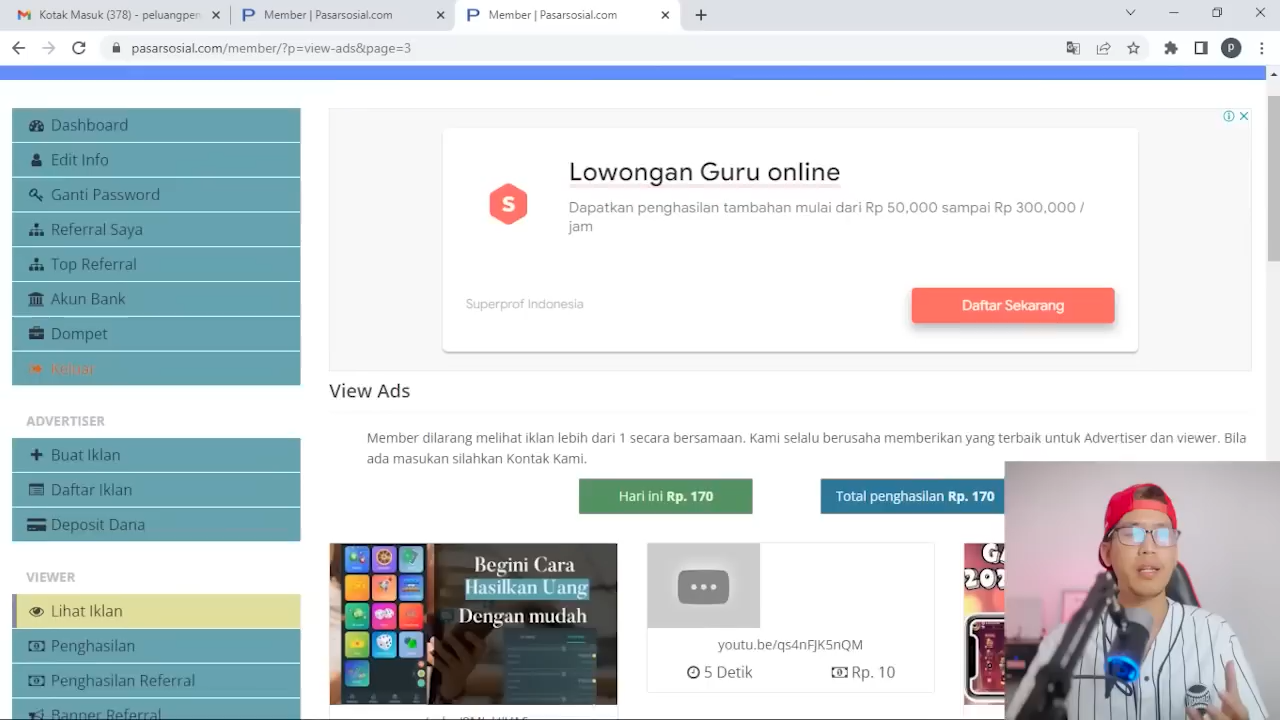 Kotak Masuk (378) - peluangpen
Member | Pasarsosial.com
Member | Pasarsosial.com
pasarsosial.com/member/?p=view-ads&page=3
P
Dashboard
Edit Info
Ganti Password
Referral Saya
Top Referral
Akun Bank
Dompet
Keluar
ADVERTISER
Buat Iklan
Daftar Iklan
Deposit Dana
VIEWER
Lihat Iklan
Penghasilan
Penghasilan Referral
Banner Referral
S
Lowongan Guru online
Dapatkan penghasilan tambahan mulai dari Rp 50,000 sampai Rp 300,000 /
jam
Superprof Indonesia
Daftar Sekarang
View Ads
Member dilarang melihat iklan lebih dari 1 secara bersamaan. Kami selalu berusaha memberikan yang terbaik untuk Advertiser dan viewer. Bila
ada masukan silahkan Kontak Kami.
Hari ini Rp. 170
Total penghasilan Rp. 170
Begini Cara
Hasilkan Uang
Dengan mudah
youtu.be/qs4nFJK5nQM
5 Detik
Rp. 10